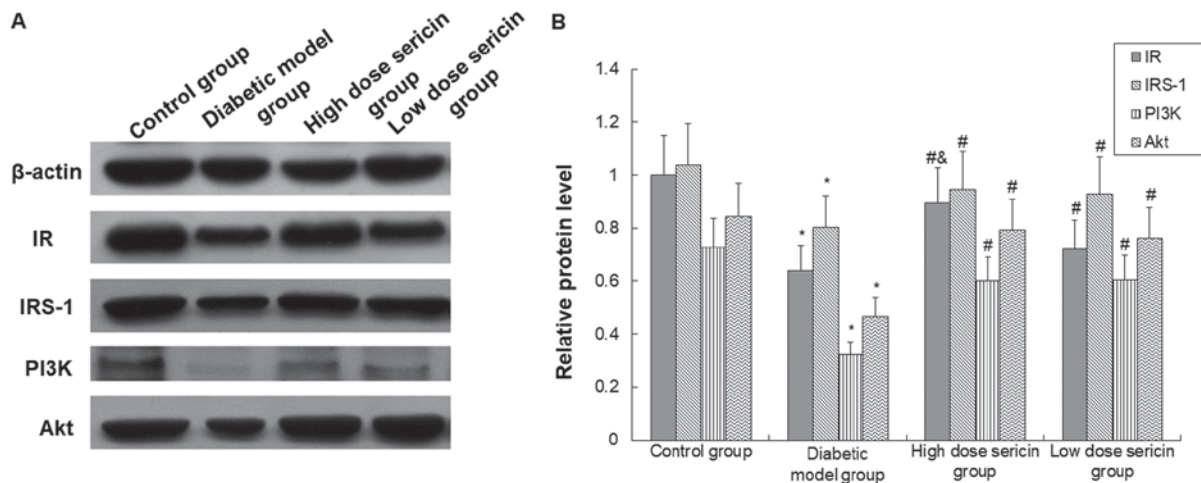 A
Control group
Diabetic model
group
High dose sericin
group
Low dose sericin
group
β-actin
IR
IRS-1
PI3K
Akt
B
Relative protein level
1.4
1.2
1
0.8
0.6
0.4
0.2
0
*
*
*
*
#&
#
#
#
#
#
#
#
Control group
Diabetic
model group
High dose sericin
group
Low dose sericin
group
IR
IRS-1
PI3K
Akt